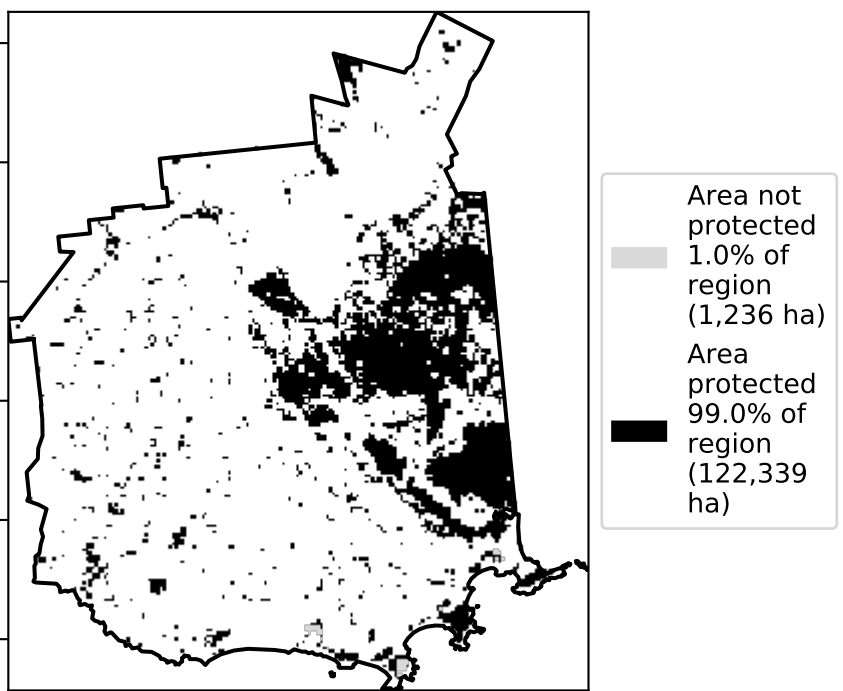 Area not
protected
1.0% of
region
(1,236 ha)
Area
protected
99.0% of
region
(122,339
ha)